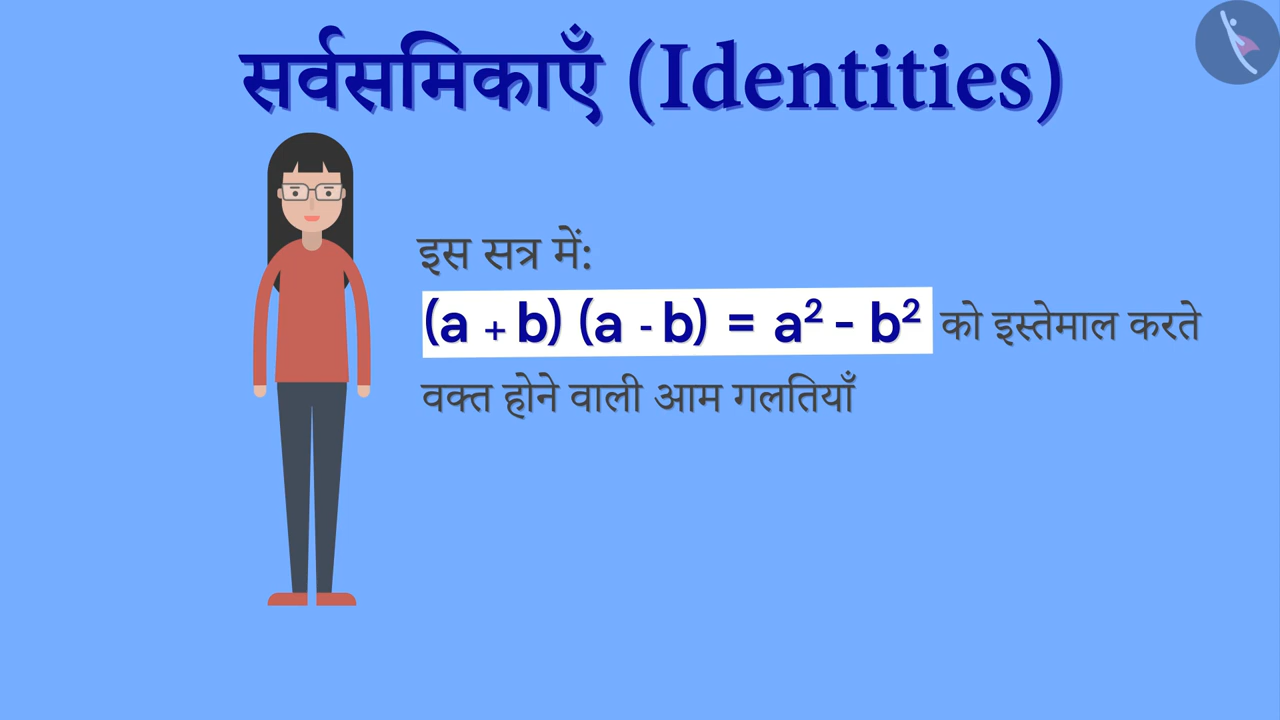 सर्वसमिकाएँ (Identities)
इस सत्र में:
(a + b) (a - b) = a² - b² को इस्तेमाल करते
वक्त होने वाली आम गलतियाँ